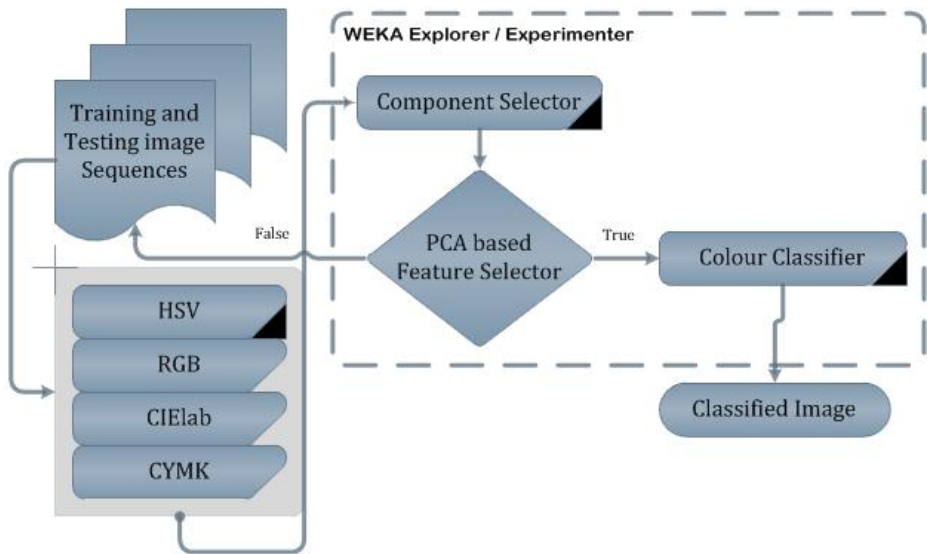 WEKA Explorer / Experimenter
Training and
Testing image
Sequences
Component Selector
False
PCA based
Feature Selector
True
Colour Classifier
HSV
RGB
CIElab
CYMK
Classified Image